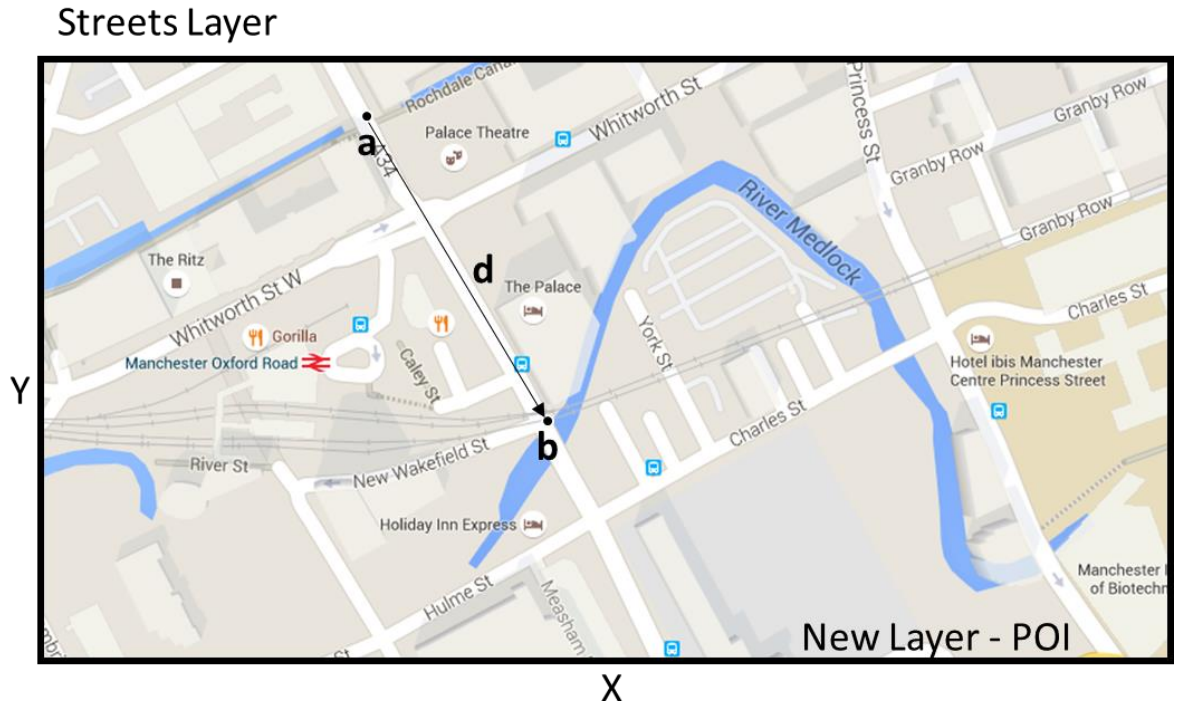 Streets Layer
Rochdale Cana
Palace Theatre
Whitworth St
Princess St
Granby Row
Granby Row
Granby Row
a
A34
River Medlock
The Ritz
Whitworth St W
d
The Palace
Charles St
Gorilla
Manchester Oxford Road
Caley St
York St
Hotel ibis Manchester
Centre Princess Street
Y
b
Charles St
River St
New Wakefield St
Holiday Inn Express
Hulme St
Measham
Manchester I
of Biotechn
mbri
St
New Layer - POI
X